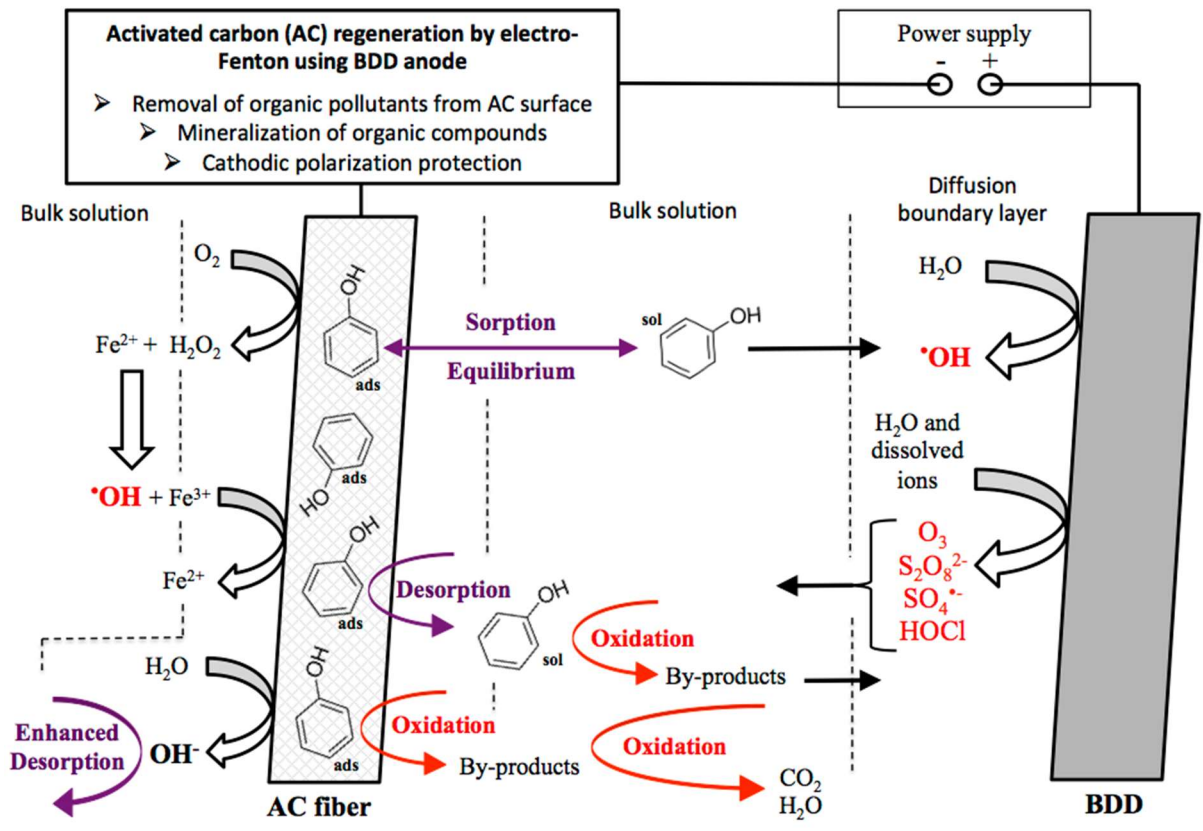 Activated carbon (AC) regeneration by electro-
Fenton using BDD anode
➢ Removal of organic pollutants from AC surface
➢ Mineralization of organic compounds
➢ Cathodic polarization protection
Power supply
- +
Bulk solution
Bulk solution
Diffusion
boundary layer
O₂
Fe²⁺ + H₂O₂
•OH + Fe³⁺
Fe²⁺
H₂O
OH⁻
Enhanced
Desorption
OH
ads
ads
HO
OH
ads
OH
ads
AC fiber
Sorption
Equilibrium
sol
OH
Desorption
OH
sol
Oxidation
By-products
Oxidation
By-products
Oxidation
CO₂
H₂O
H₂O
•OH
H₂O and
dissolved
ions
O₃
S₂O₈²⁻
SO₄•⁻
HOCl
BDD